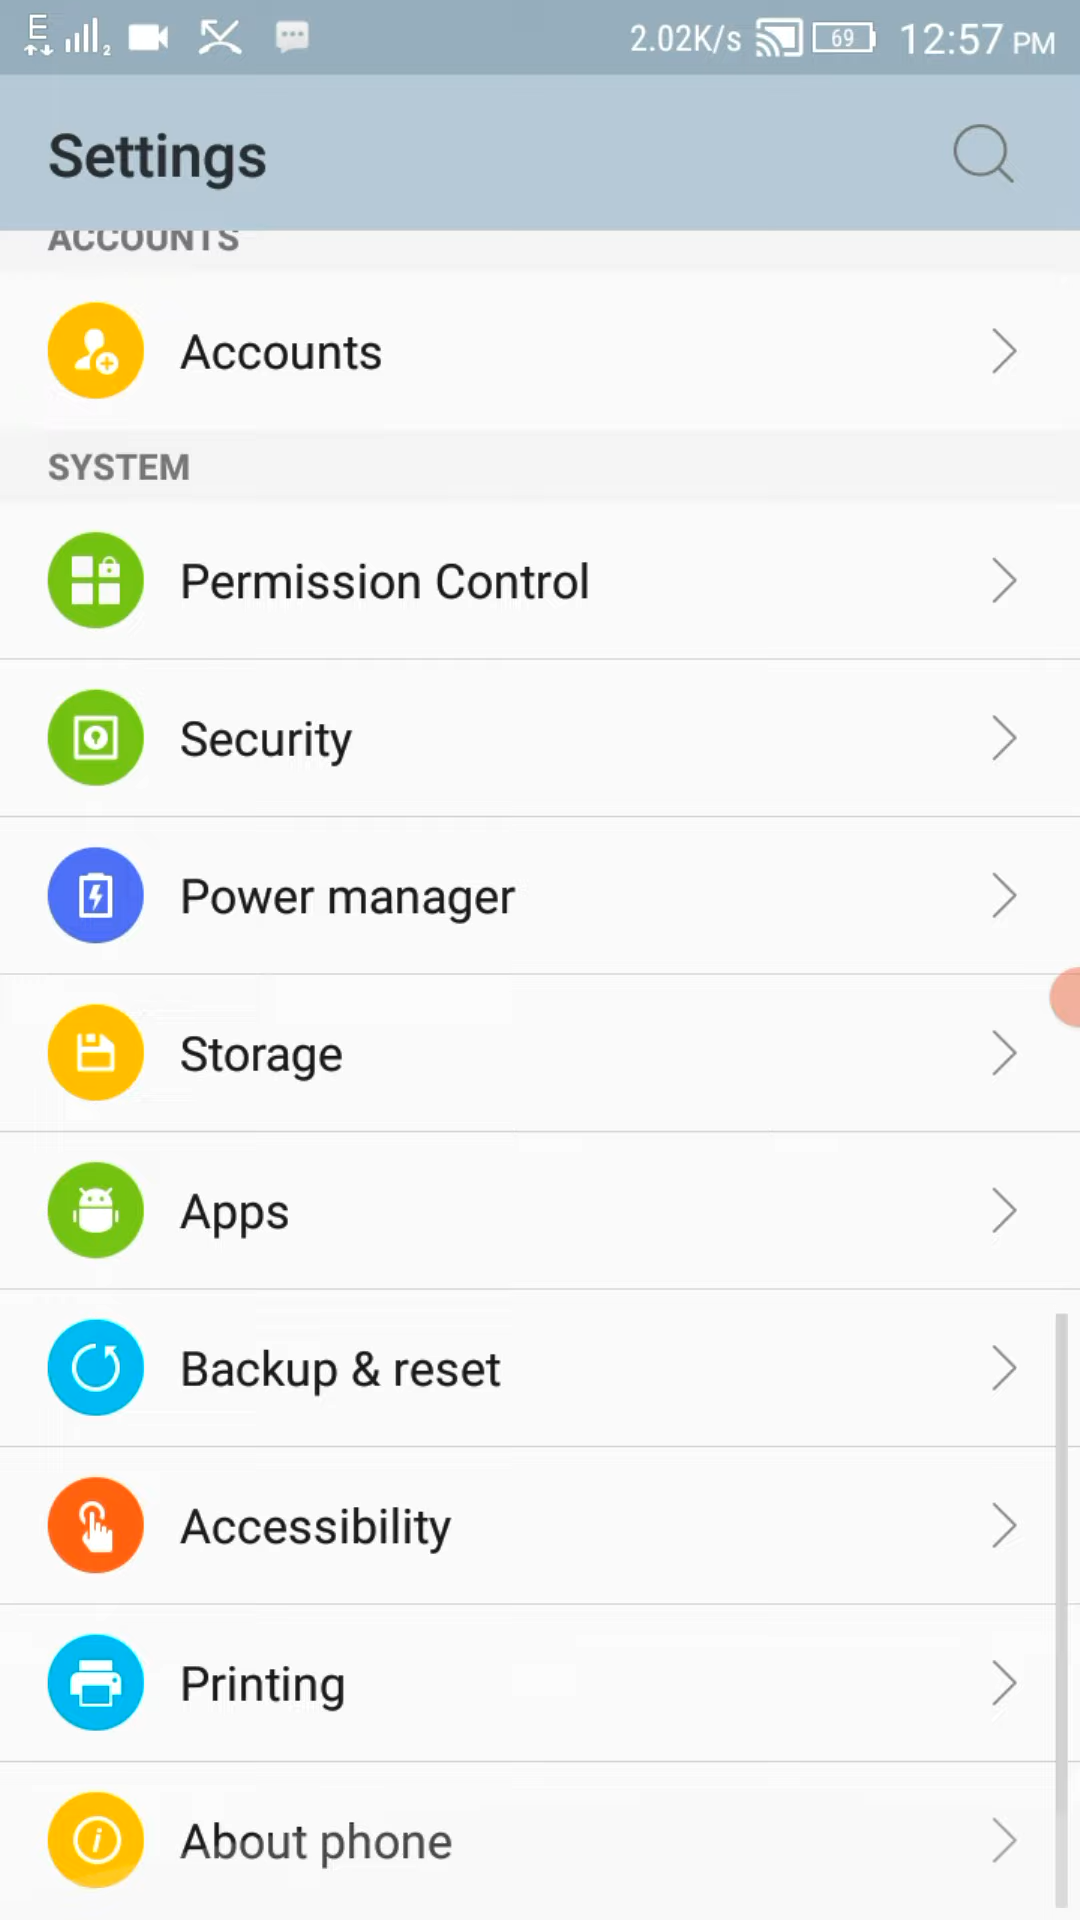 E 2 2.02K/s 69 12:57 PM
Settings
ACCOUNTS
Accounts
SYSTEM
Permission Control
Security
Power manager
Storage
Apps
Backup & reset
Accessibility
Printing
About phone